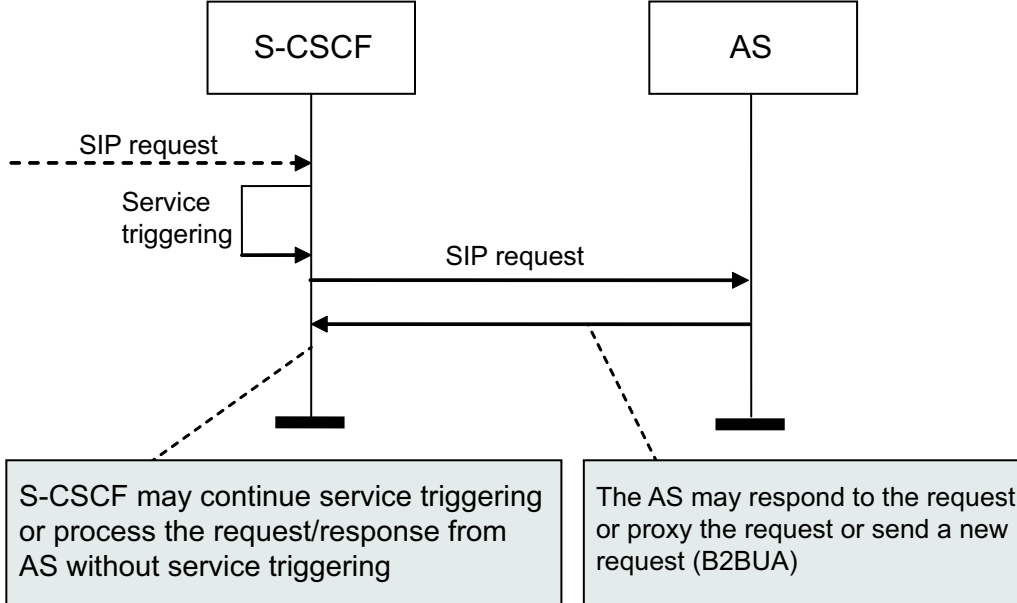 S-CSCF
AS
SIP request
Service
triggering
SIP request
S-CSCF may continue service triggering
or process the request/response from
AS without service triggering
The AS may respond to the request
or proxy the request or send a new
request (B2BUA)